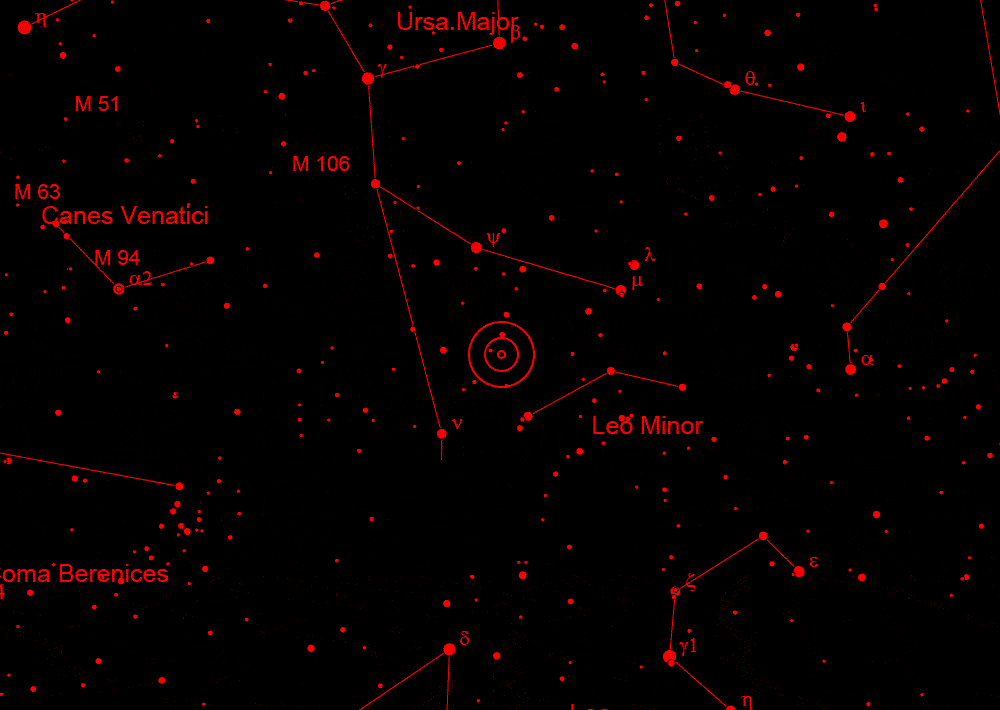 η
Ursa.Major
β
γ
θ
ι
M 51
M 106
M 63
Canes Venatici
ψ
λ
M 94
α2
μ
α
ν
Leo Minor
ε
oma Berenices
ζ
δ
γ1
η